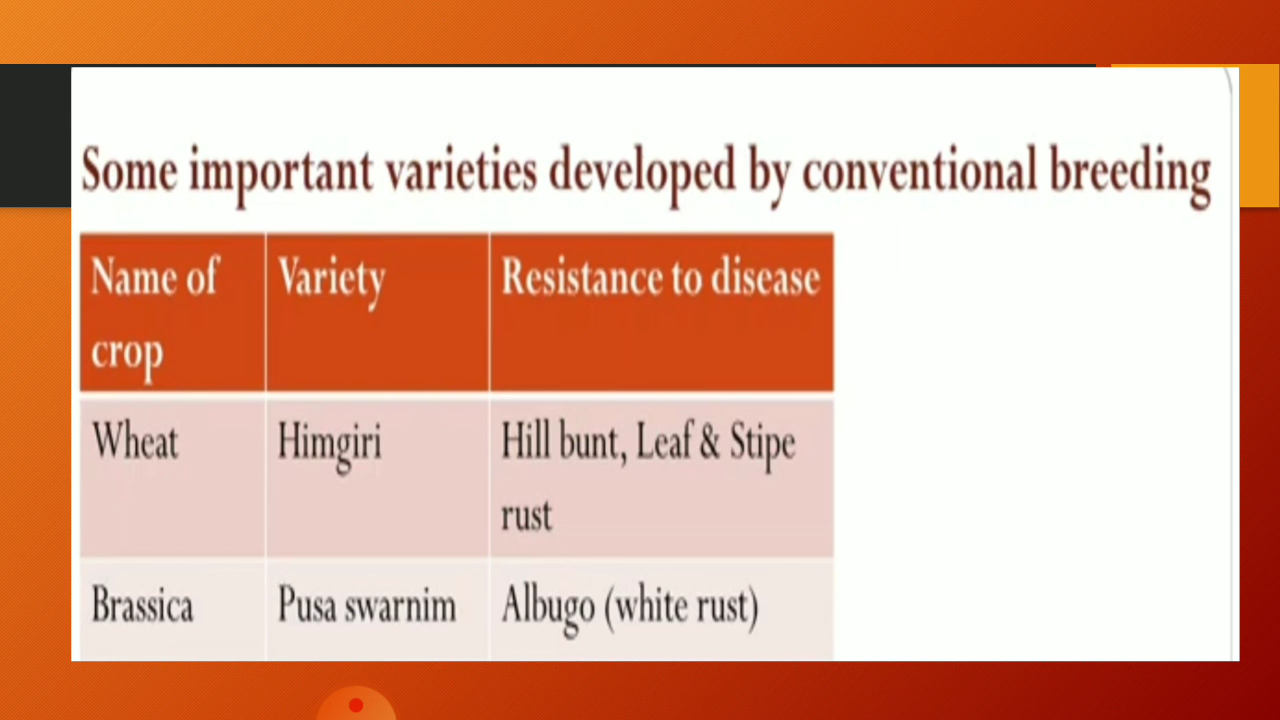 Some important varieties developed by conventional breeding
Name of crop Variety Resistance to disease
Wheat Himgiri Hill bunt, Leaf & Stipe rust
Brassica Pusa swarnim Albugo (white rust)